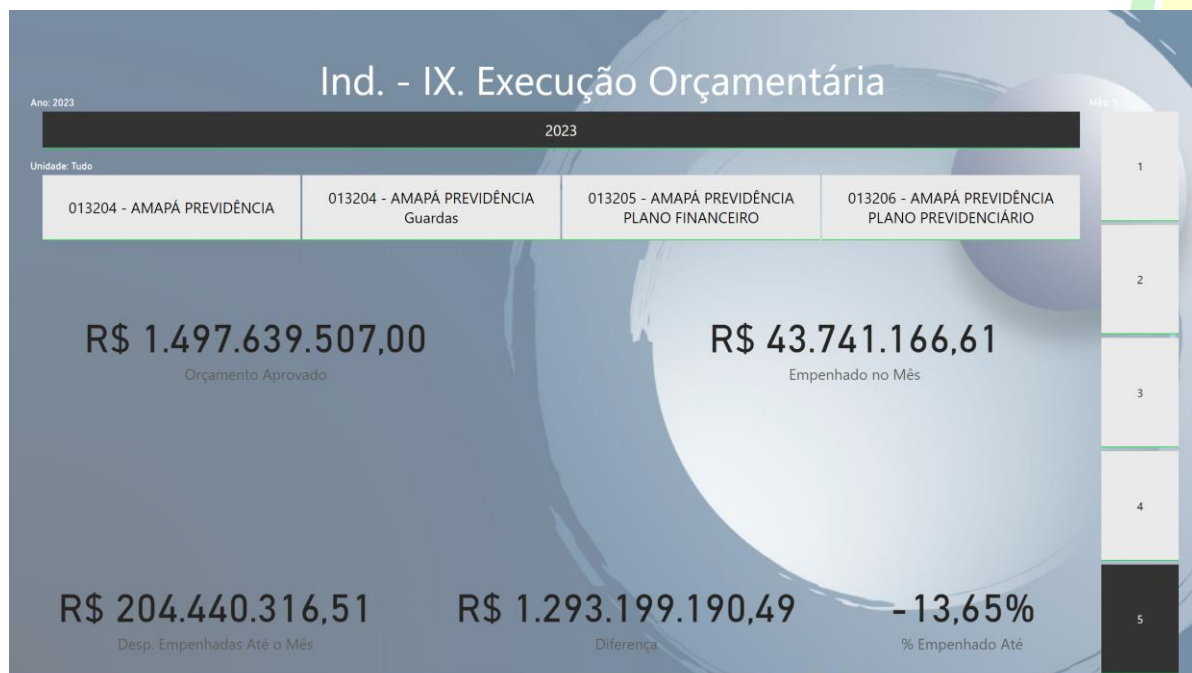 Ind. - IX. Execução Orçamentária
Ano: 2023
Mês: 5
2023
Unidade: Tudo
013204 - AMAPÁ PREVIDÊNCIA
013204 - AMAPÁ PREVIDÊNCIA
Guardas
013205 - AMAPÁ PREVIDÊNCIA
PLANO FINANCEIRO
013206 - AMAPÁ PREVIDÊNCIA
PLANO PREVIDENCIÁRIO
1
2
3
4
5
R$ 1.497.639.507,00
Orçamento Aprovado
R$ 43.741.166,61
Empenhado no Mês
R$ 204.440.316,51
Desp. Empenhadas Até o Mês
R$ 1.293.199.190,49
Diferença
-13,65%
% Empenhado Até